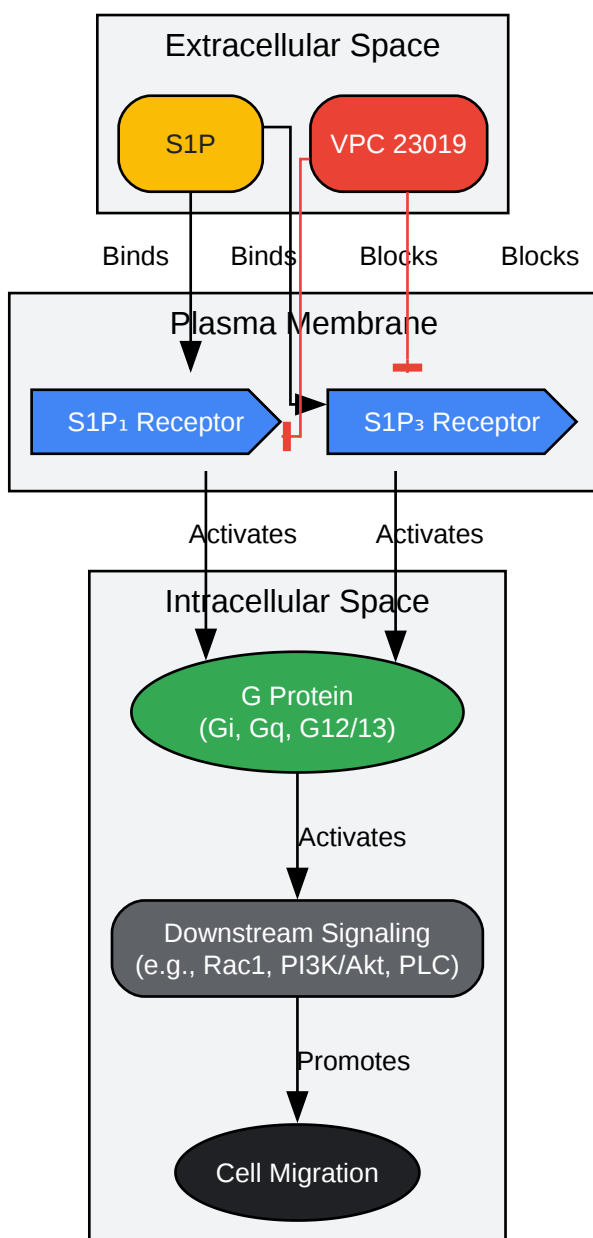 Extracellular Space
S1P
VPC 23019
Binds
Binds
Blocks
Blocks
Plasma Membrane
S1P₁ Receptor
S1P₃ Receptor
Activates
Activates
Intracellular Space
G Protein
(Gi, Gq, G12/13)
Activates
Downstream Signaling
(e.g., Rac1, PI3K/Akt, PLC)
Promotes
Cell Migration